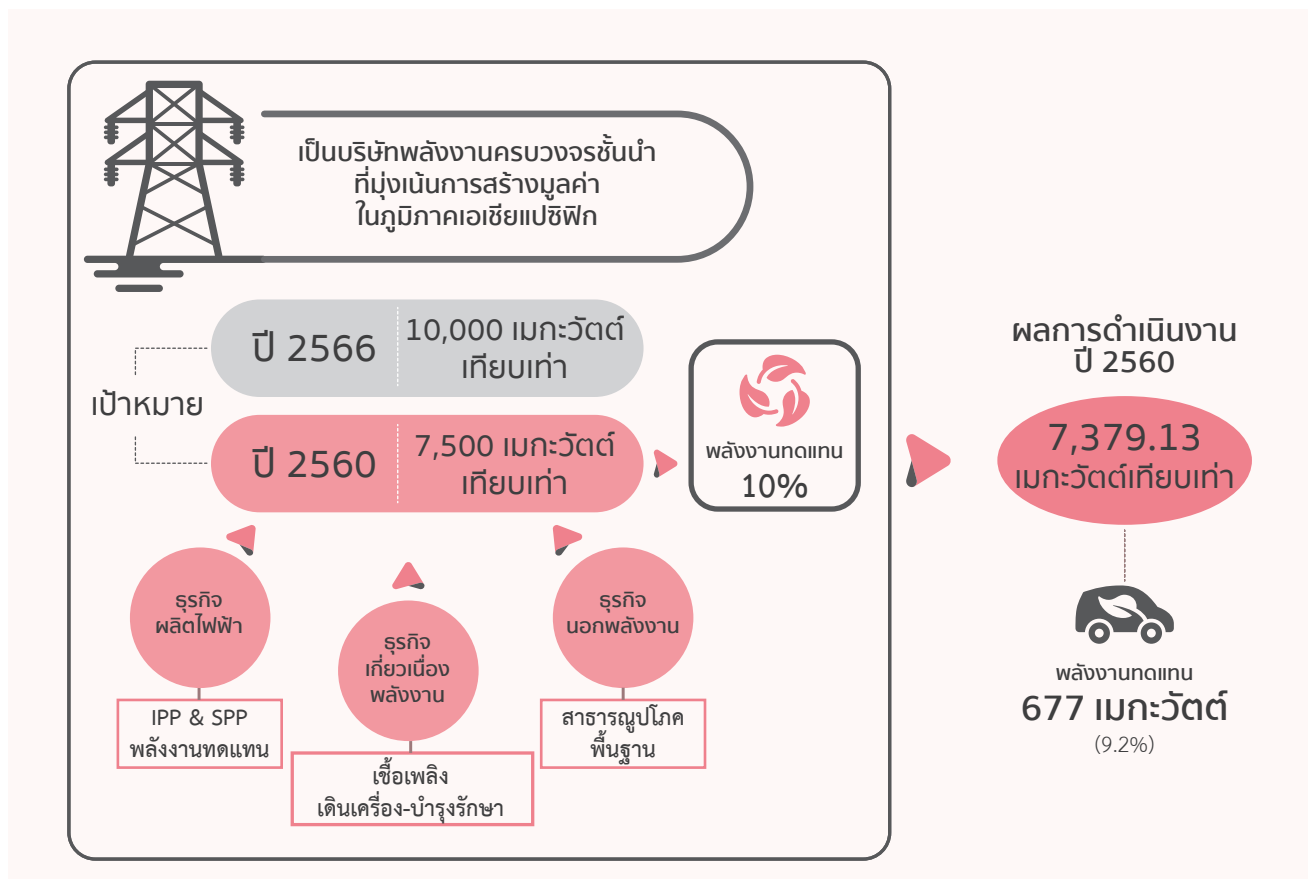 เป็นบริษัทพลังงานครบวงจรชั้นนำ
ที่มุ่งเน้นการสร้างมูลค่า
ในภูมิภาคเอเชียแปซิฟิก
เป้าหมาย
ปี 2566
10,000 เมกะวัตต์
เทียบเท่า
ปี 2560
7,500 เมกะวัตต์
เทียบเท่า
พลังงานทดแทน
10%
ธุรกิจ
ผลิตไฟฟ้า
IPP & SPP
พลังงานทดแทน
ธุรกิจ
เกี่ยวเนื่อง
พลังงาน
เชื้อเพลิง
เดินเครื่อง-บำรุงรักษา
ธุรกิจ
นอกพลังงาน
สาธารณูปโภค
พื้นฐาน
ผลการดำเนินงาน
ปี 2560
7,379.13
เมกะวัตต์เทียบเท่า
พลังงานทดแทน
677 เมกะวัตต์
(9.2%)